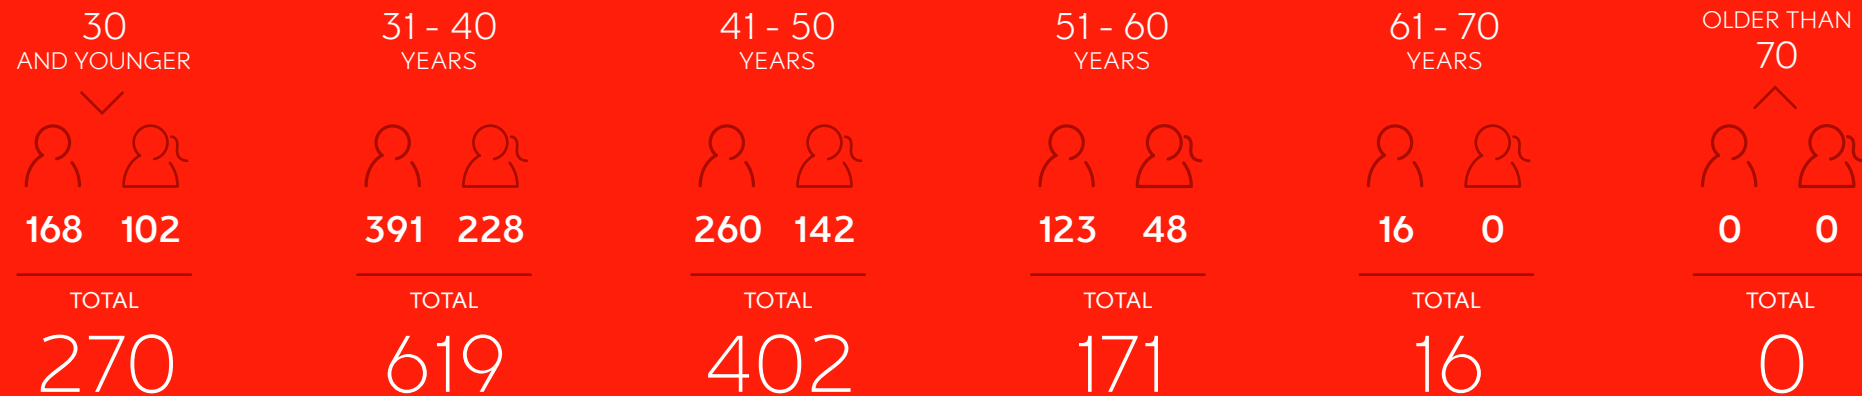 30
AND YOUNGER
168 102
TOTAL
270
31 - 40
YEARS
391 228
TOTAL
619
41 - 50
YEARS
260 142
TOTAL
402
51 - 60
YEARS
123 48
TOTAL
171
61 - 70
YEARS
16 0
TOTAL
16
OLDER THAN
70
0 0
TOTAL
0